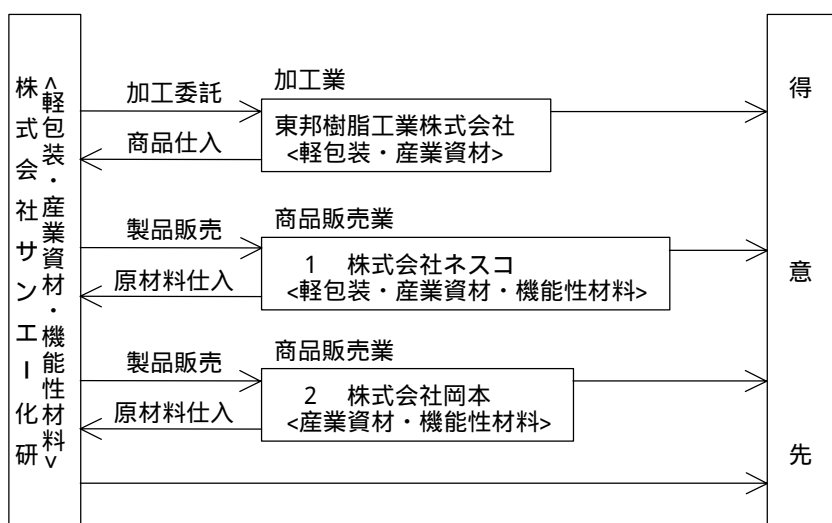 株式会社サンエー化研
<軽包装・産業資材・機能性材料>
加工委託
商品仕入
加工業
東邦樹脂工業株式会社
<軽包装・産業資材>
製品販売
原材料仕入
商品販売業
1 株式会社ネスコ
<軽包装・産業資材・機能性材料>
製品販売
原材料仕入
商品販売業
2 株式会社岡本
<産業資材・機能性材料>
得意先